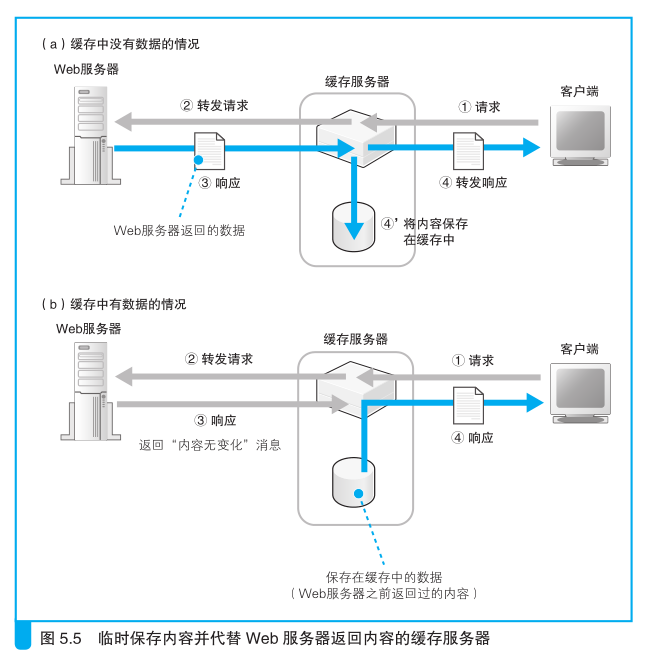 （a）缓存中没有数据的情况
Web服务器
缓存服务器
客户端
② 转发请求
① 请求
③ 响应
④ 转发响应
Web服务器返回的数据
④’将内容保存
在缓存中
（b）缓存中有数据的情况
Web服务器
缓存服务器
客户端
② 转发请求
① 请求
③ 响应
④ 响应
返回“内容无变化”消息
保存在缓存中的数据
（Web服务器之前返回过的内容）
图 5.5 临时保存内容并代替 Web 服务器返回内容的缓存服务器